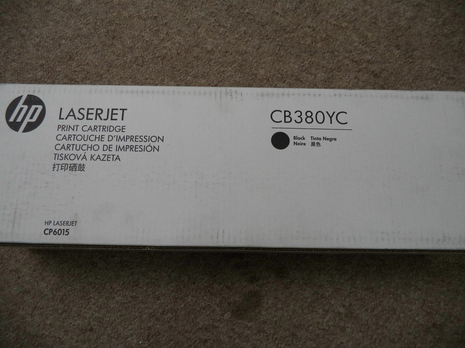 hp
LASERJET
PRINT CARTRIDGE
CARTOUCHE D'IMPRESSION
CARTUCHO DE IMPRESIÓN
TISKOVÁ KAZETA
打印硒鼓
HP LASERJET
CP6015
CB380YC
Black Tinta Negra
Noire 黑色